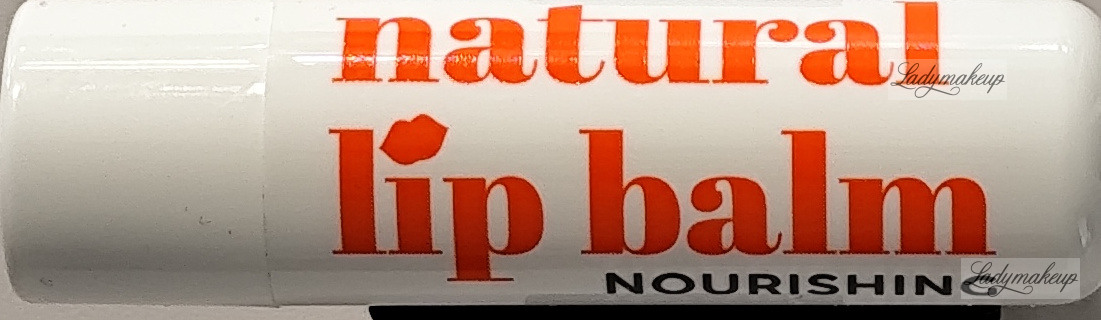 natural
Ladymakeup
lip balm
NOURISHING
Ladymakeup